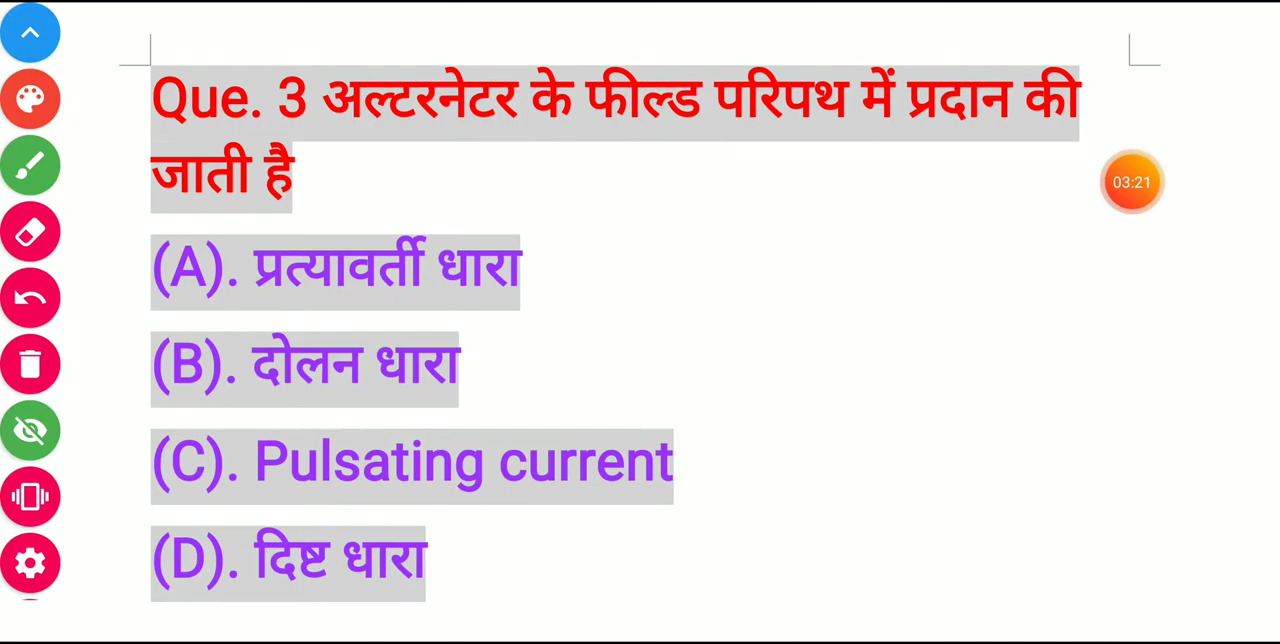 Que. 3 अल्टरनेटर के फील्ड परिपथ में प्रदान की
जाती है
03:21
(A). प्रत्यावर्ती धारा
(B). दोलन धारा
(C). Pulsating current
(D). दिष्ट धारा